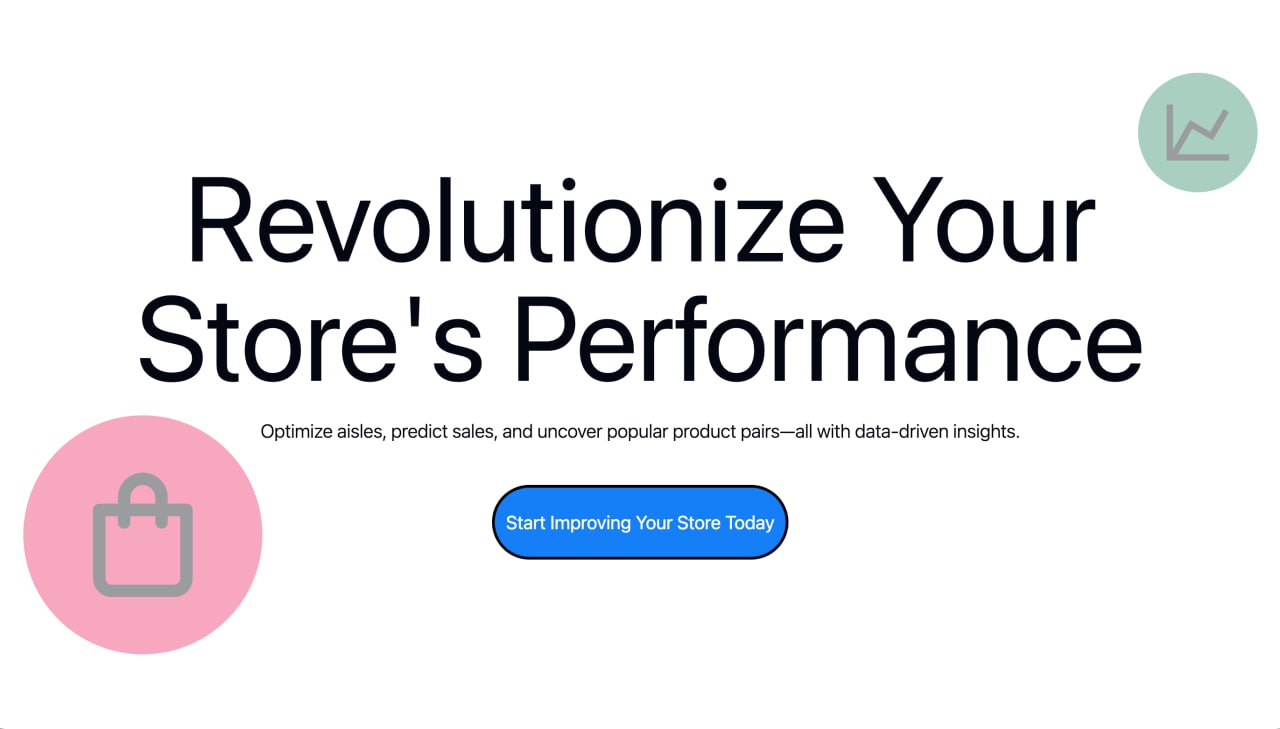 Revolutionize Your
Store's Performance
Optimize aisles, predict sales, and uncover popular product pairs—all with data-driven insights.
Start Improving Your Store Today